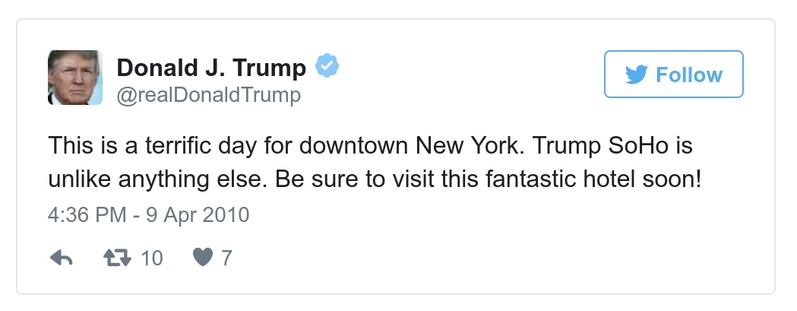 Donald J. Trump
@realDonaldTrump
Follow
This is a terrific day for downtown New York. Trump SoHo is
unlike anything else. Be sure to visit this fantastic hotel soon!
4:36 PM - 9 Apr 2010
10 7